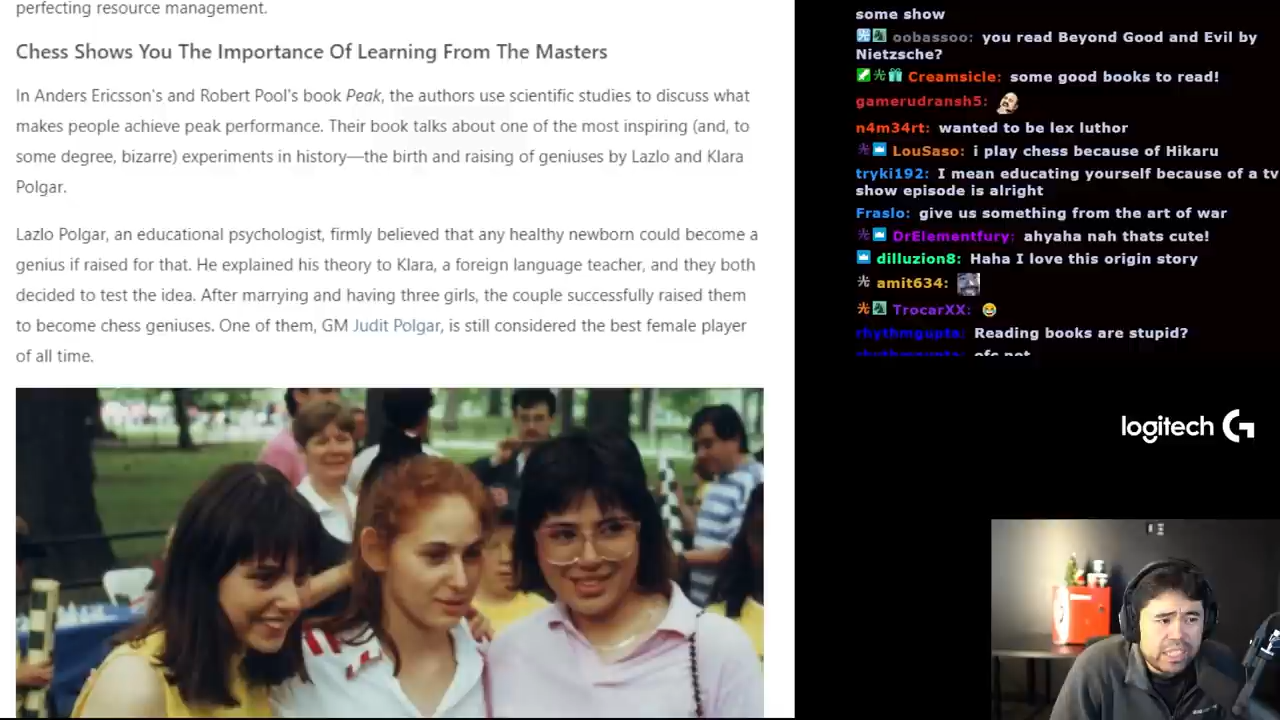 perfecting resource management.
Chess Shows You The Importance Of Learning From The Masters
In Anders Ericsson's and Robert Pool's book Peak, the authors use scientific studies to discuss what
makes people achieve peak performance. Their book talks about one of the most inspiring (and, to
some degree, bizarre) experiments in history—the birth and raising of geniuses by Lazlo and Klara
Polgar.
Lazlo Polgar, an educational psychologist, firmly believed that any healthy newborn could become a
genius if raised for that. He explained his theory to Klara, a foreign language teacher, and they both
decided to test the idea. After marrying and having three girls, the couple successfully raised them
to become chess geniuses. One of them, GM Judit Polgar, is still considered the best female player
of all time.
some show
oobassoo: you read Beyond Good and Evil by
Nietzsche?
Creamsicle: some good books to read!
gamerudransh5:
n4m34rt: wanted to be lex luthor
LouSaso: i play chess because of Hikaru
tryki192: I mean educating yourself because of a tv
show episode is alright
Fraslo: give us something from the art of war
DrElementfury: ahyaha nah thats cute!
dilluzion8: Haha I love this origin story
amit634:
TrocarXX:
rhythmgupta: Reading books are stupid?
rhythmgupta: ofc not
logitech G